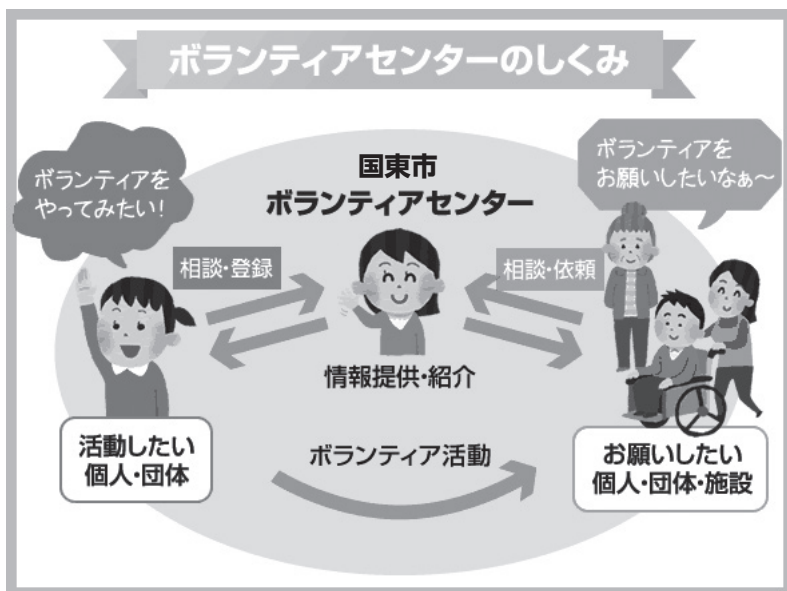 ボランティアセンターのしくみ
ボランティアを
やってみたい!
国東市
ボランティアセンター
ボランティアを
お願いしたいなぁ〜
相談・登録
相談・依頼
情報提供・紹介
活動したい
個人・団体
ボランティア活動
お願いしたい
個人・団体・施設